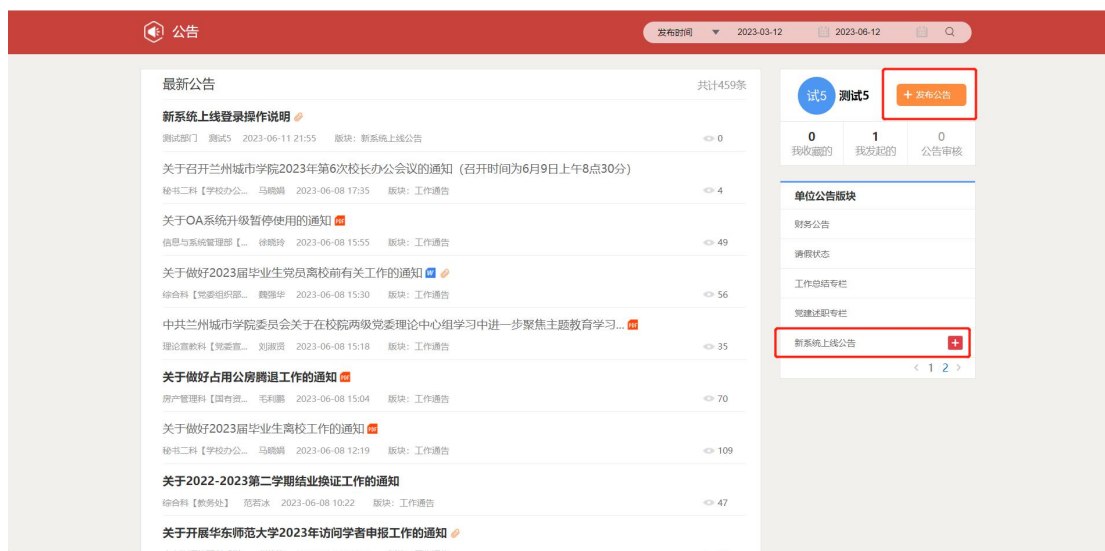 公告
发布时间 2023-03-12 2023-06-12
最新公告 共计459条
新系统上线登录操作说明
测试部门 测试5 2023-06-11 21:55 版块：新系统上线公告 0
关于召开兰州城市学院2023年第6次校长办公会议的通知（召开时间为6月9日上午8点30分）
秘书二科【学校办公... 马晓娟 2023-06-08 17:35 版块：工作通告 4
关于OA系统升级暂停使用的通知 PDF
信息与系统管理部【... 徐晓玲 2023-06-08 15:55 版块：工作通告 49
关于做好2023届毕业生党员离校前有关工作的通知 W
综合科【党委组织部... 魏强华 2023-06-08 15:30 版块：工作通告 56
中共兰州城市学院委员会关于在校院两级党委理论中心组学习中进一步聚焦主题教育学习... PDF
理论宣教科【党委宣... 刘淑贤 2023-06-08 15:18 版块：工作通告 35
关于做好占用公房腾退工作的通知 PDF
房产管理科【国有资... 毛利鹏 2023-06-08 15:04 版块：工作通告 70
关于做好2023届毕业生离校工作的通知 PDF
秘书二科【学校办公... 马晓娟 2023-06-08 12:19 版块：工作通告 109
关于2022-2023第二学期结业换证工作的通知
综合科【教务处】 范若冰 2023-06-08 10:22 版块：工作通告 47
关于开展华东师范大学2023年访问学者申报工作的通知
试5 测试5 + 发布公告
0 1 0
我收藏的 我发起的 公告审核
单位公告版块
财务公告
请假状态
工作总结专栏
党建述职专栏
新系统上线公告 +
< 1 2 >